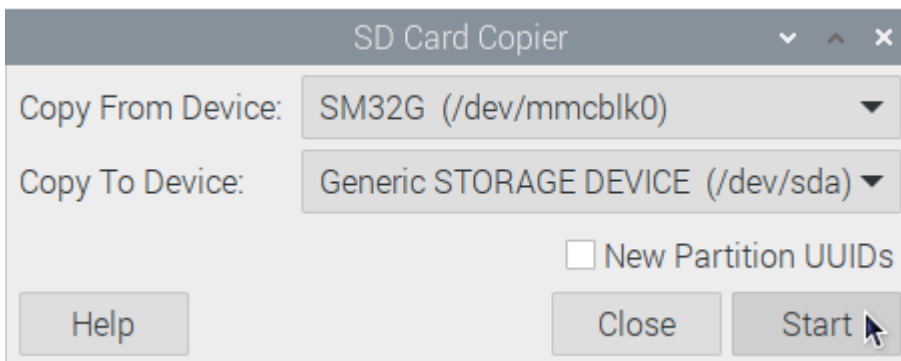 SD Card Copier
Copy From Device: SM32G (/dev/mmcblk0)
Copy To Device: Generic STORAGE DEVICE (/dev/sda)
New Partition UUIDs
Help Close Start